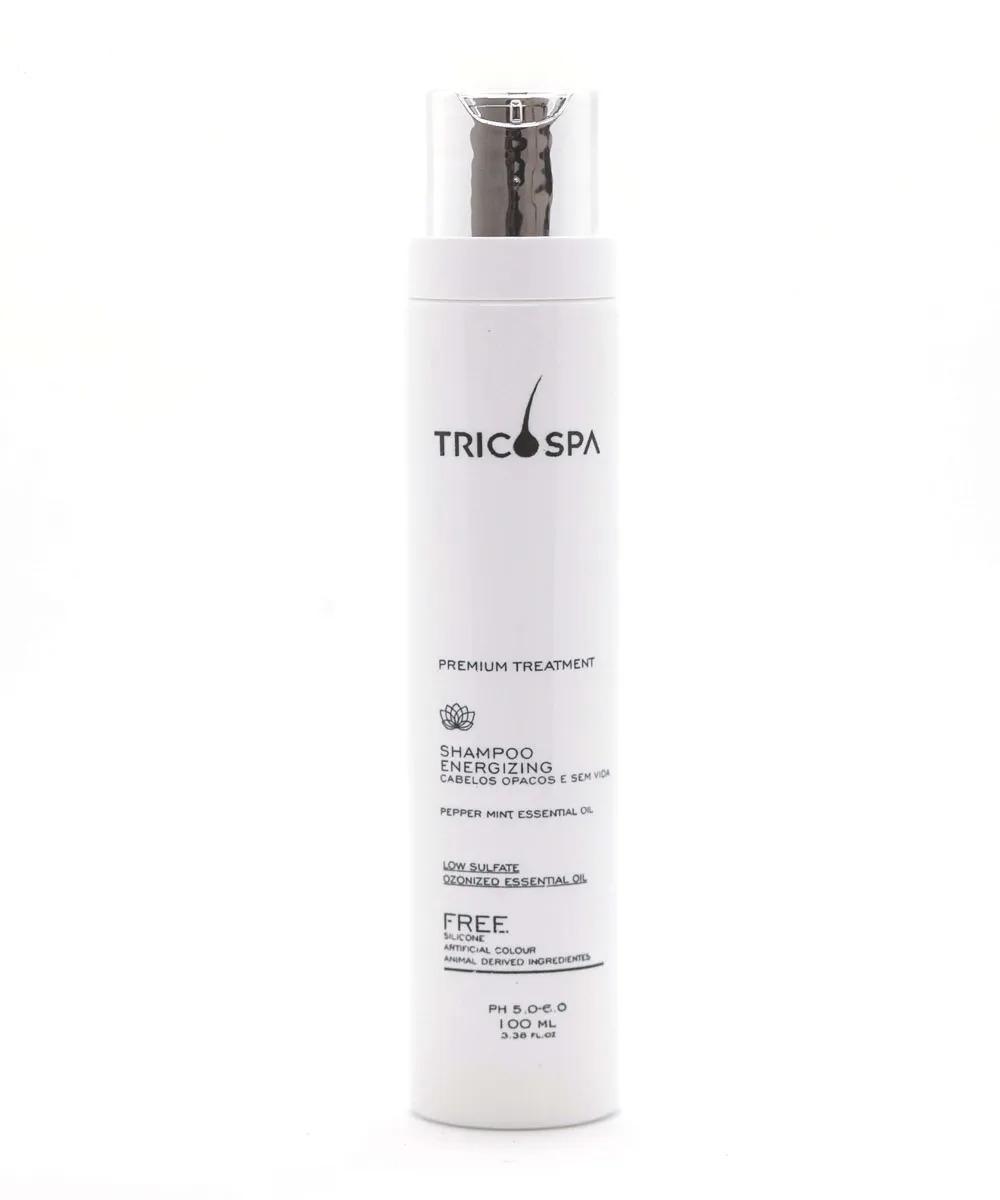 TRICOSPA
PREMIUM TREATMENT
SHAMPOO
ENERGIZING
CABELOS OPACOS E SEM VIDA
PEPPER MINT ESSENTIAL OIL
LOW SULFATE
OZONIZED ESSENTIAL OIL
FREE
SILICONE
ARTIFICIAL COLOUR
ANIMAL DERIVED INGREDIENTES
PH 5.0-6.0
100 ML
3.38 FL.OZ